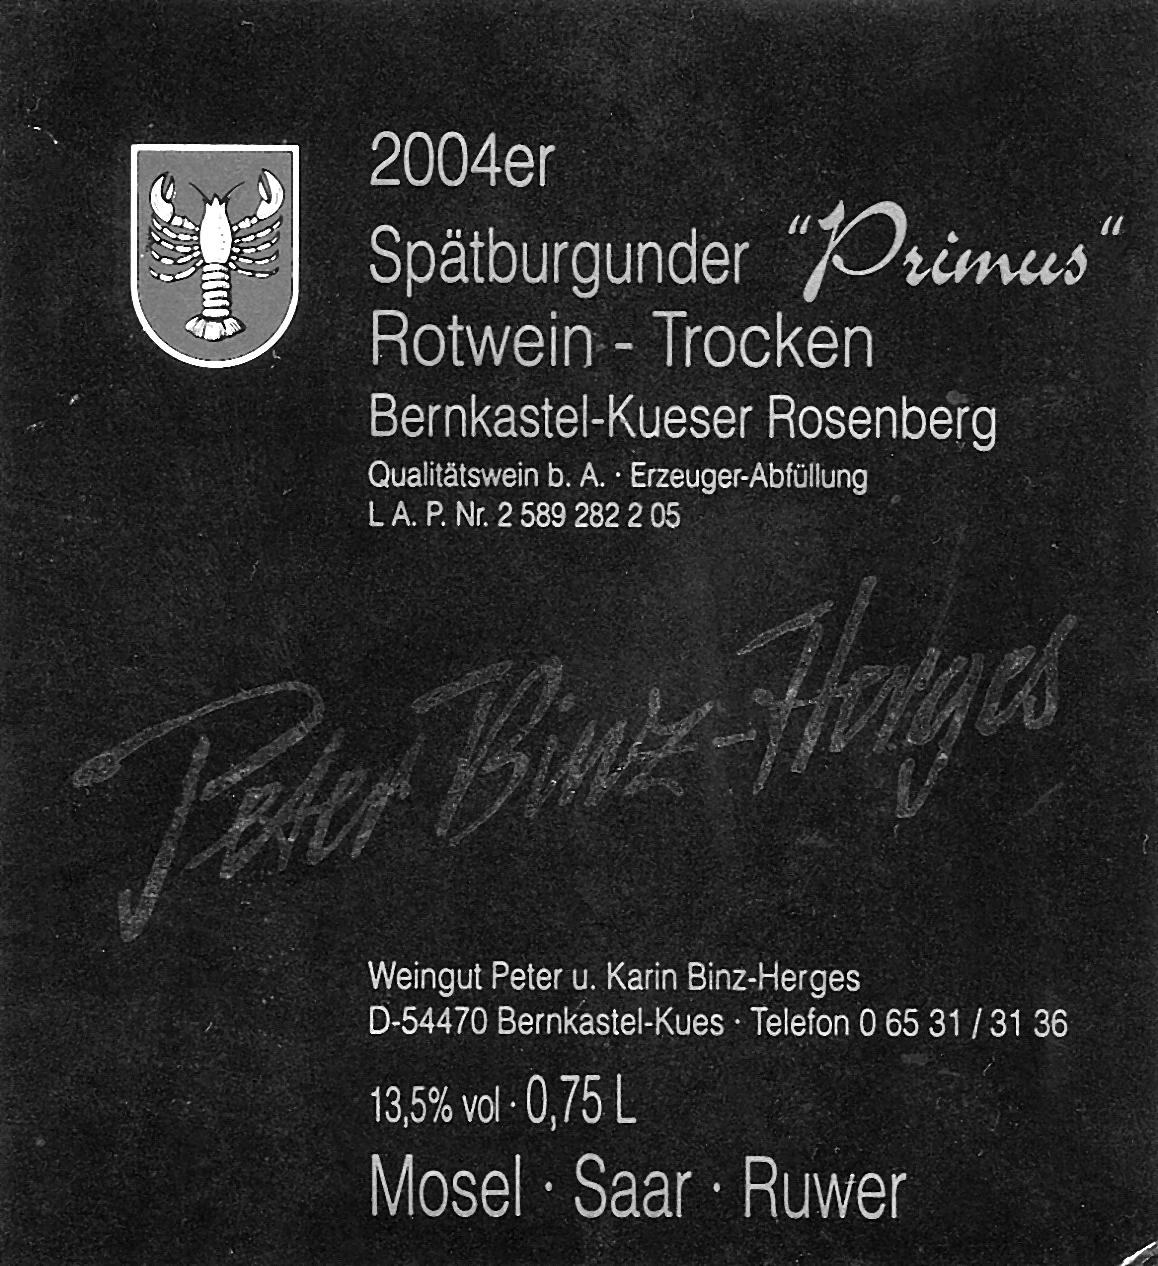 2004er
Spätburgunder "Primus"
Rotwein - Trocken
Bernkastel-Kueser Rosenberg
Qualitätswein b. A. · Erzeuger-Abfüllung
L A. P. Nr. 2 589 282 2 05
Peter Binz-Herges
Weingut Peter u. Karin Binz-Herges
D-54470 Bernkastel-Kues · Telefon 0 65 31 / 31 36
13,5% vol · 0,75 L
Mosel · Saar · Ruwer